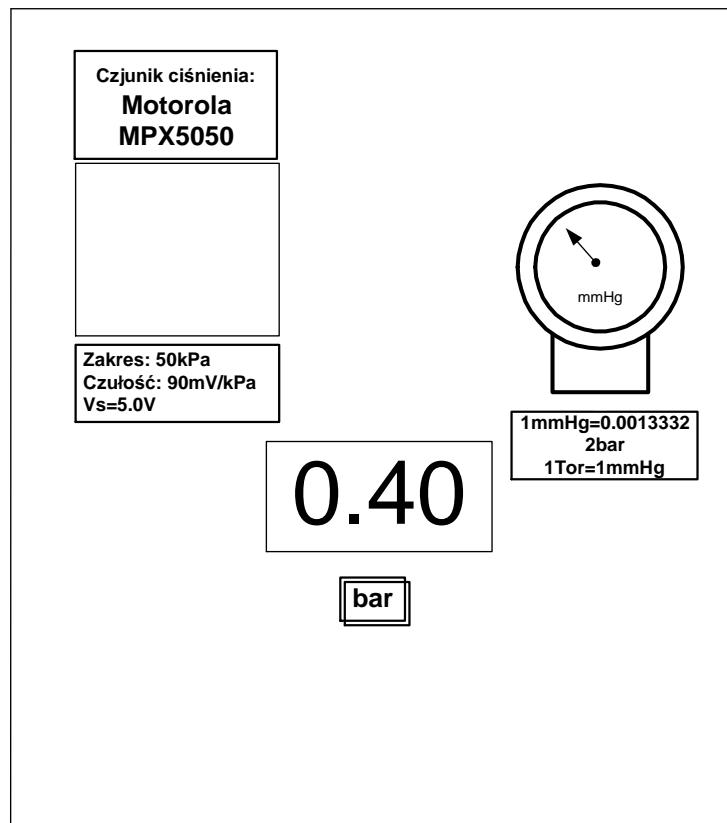 Czjunik ciśnienia:
Motorola
MPX5050
mmHg
Zakres: 50kPa
Czułość: 90mV/kPa
Vs=5.0V
1mmHg=0.0013332
2bar
1Tor=1mmHg
0.40
bar